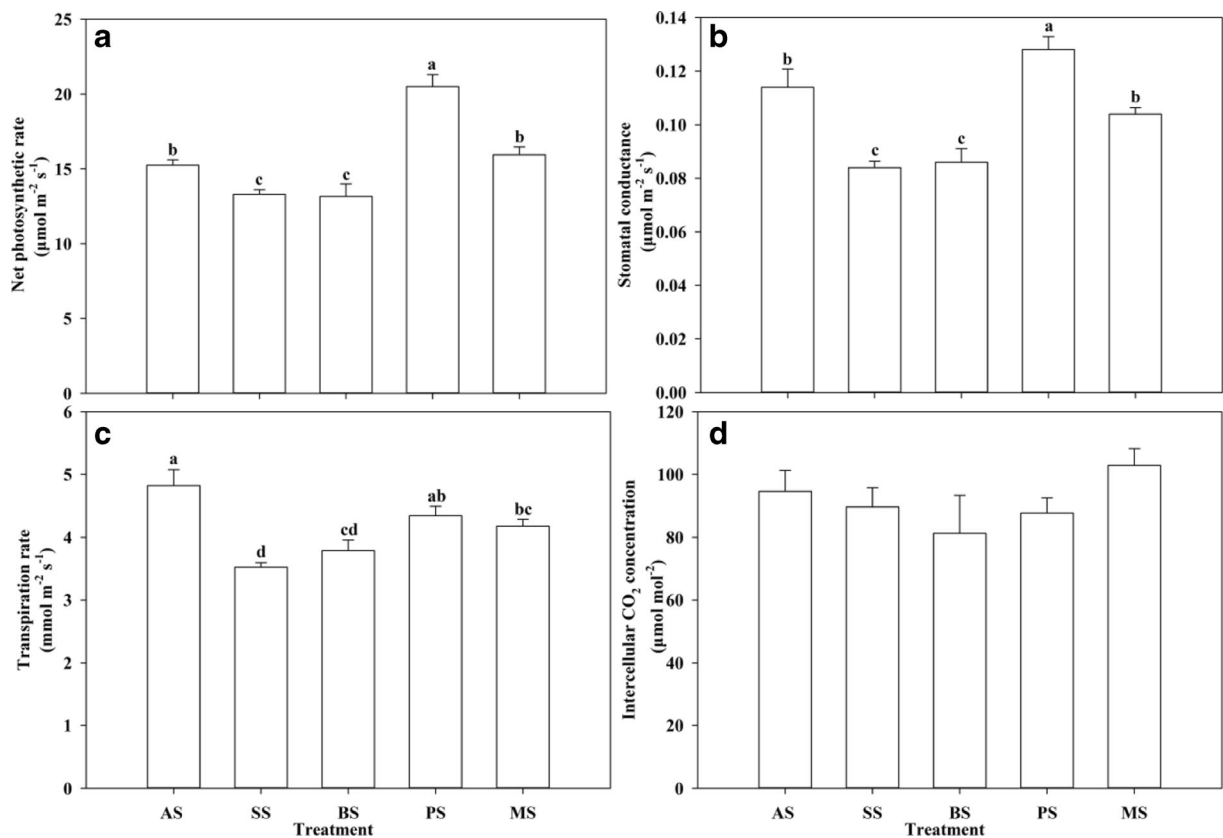 a
Net photosynthetic rate
(µmol m⁻² s⁻¹)
25
20
15
10
5
0
b
c
c
a
b
b
Stomatal conductance
(µmol m⁻² s⁻¹)
0.14
0.12
0.10
0.08
0.06
0.04
0.02
0.00
b
c
c
a
b
c
Transpiration rate
(mmol m⁻² s⁻¹)
6
5
4
3
2
1
0
a
d
cd
ab
bc
AS SS BS PS MS
Treatment
d
Intercellular CO₂ concentration
(µmol mol⁻²)
120
100
80
60
40
20
0
AS SS BS PS MS
Treatment